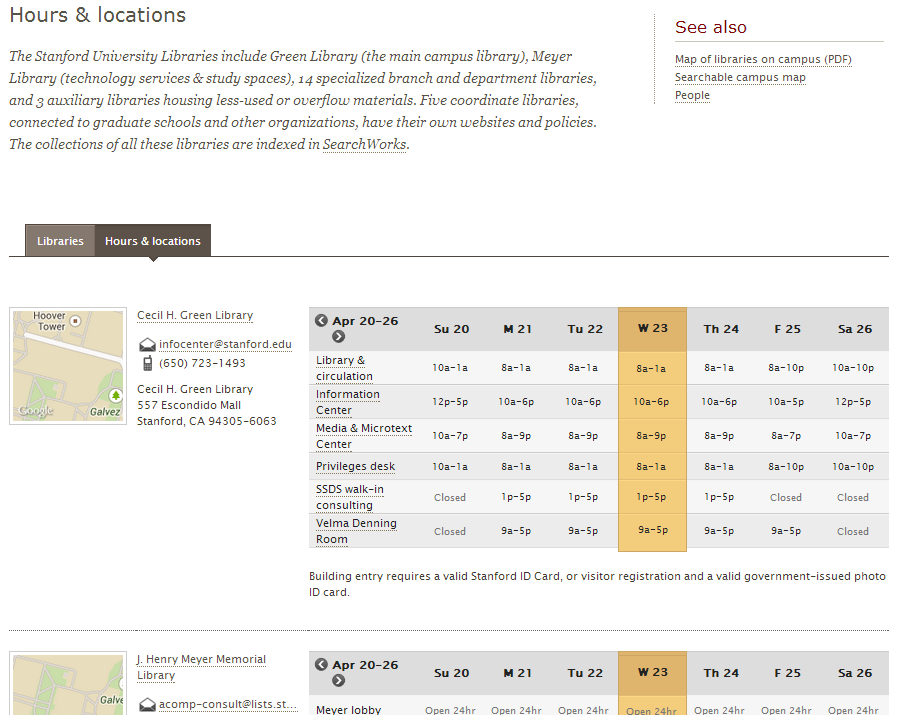 Hours & locations
The Stanford University Libraries include Green Library (the main campus library), Meyer
Library (technology services & study spaces), 14 specialized branch and department libraries,
and 3 auxiliary libraries housing less-used or overflow materials. Five coordinate libraries,
connected to graduate schools and other organizations, have their own websites and policies.
The collections of all these libraries are indexed in SearchWorks.
See also
Map of libraries on campus (PDF)
Searchable campus map
People
Libraries Hours & locations
Hoover
Tower
Google
Galvez
Cecil H. Green Library
infocenter@stanford.edu
(650) 723-1493
Cecil H. Green Library
557 Escondido Mall
Stanford, CA 94305-6063
Apr 20-26 Su 20 M 21 Tu 22 W 23 Th 24 F 25 Sa 26
Library &
circulation 10a-1a 8a-1a 8a-1a 8a-1a 8a-1a 8a-10p 10a-10p
Information
Center 12p-5p 10a-6p 10a-6p 10a-6p 10a-6p 10a-5p 12p-5p
Media & Microtext
Center 10a-7p 8a-9p 8a-9p 8a-9p 8a-9p 8a-7p 10a-7p
Privileges desk 10a-1a 8a-1a 8a-1a 8a-1a 8a-1a 8a-10p 10a-10p
SSDS walk-in
consulting Closed 1p-5p 1p-5p 1p-5p 1p-5p Closed Closed
Velma Denning
Room Closed 9a-5p 9a-5p 9a-5p 9a-5p 9a-5p Closed
Building entry requires a valid Stanford ID Card, or visitor registration and a valid government-issued photo
ID card.
Galve
J. Henry Meyer Memorial
Library
acomp-consult@lists.st...
Apr 20-26 Su 20 M 21 Tu 22 W 23 Th 24 F 25 Sa 26
Meyer lobby Open 24hr Open 24hr Open 24hr Open 24hr Open 24hr Open 24hr Open 24hr